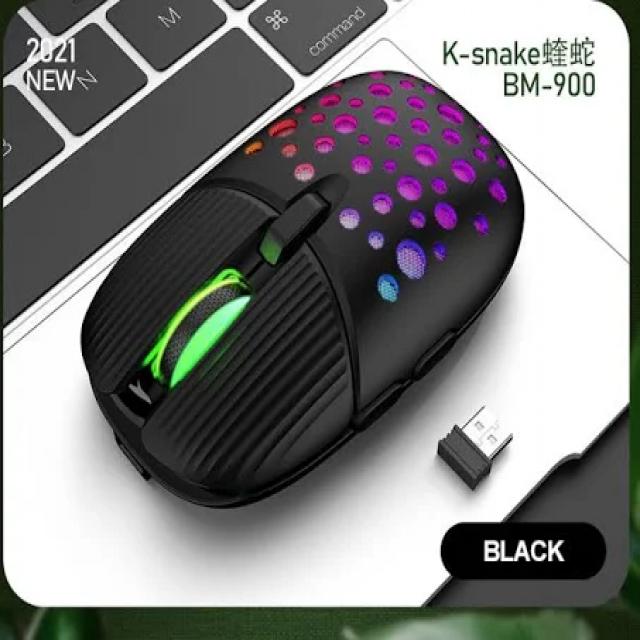 2021
NEW
K-snake蝰蛇
BM-900
M
N
⌘
command
BLACK